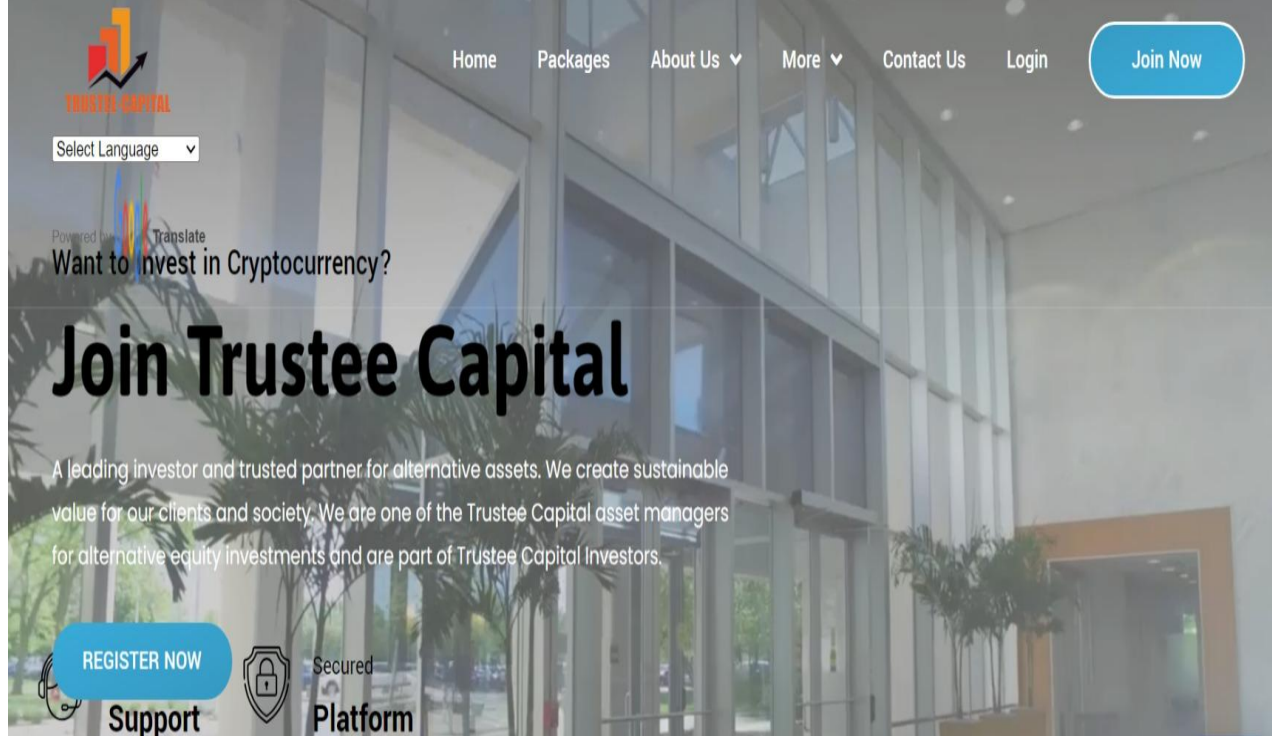 Home Packages About Us More Contact Us Login Join Now
TRUSTEE-CAPITAL
Select Language
Powered by Translate
Want to Invest in Cryptocurrency?
Join Trustee Capital
A leading investor and trusted partner for alternative assets. We create sustainable
value for our clients and society. We are one of the Trustee Capital asset managers
for alternative equity investments and are part of Trustee Capital Investors.
REGISTER NOW
Support
Secured
Platform